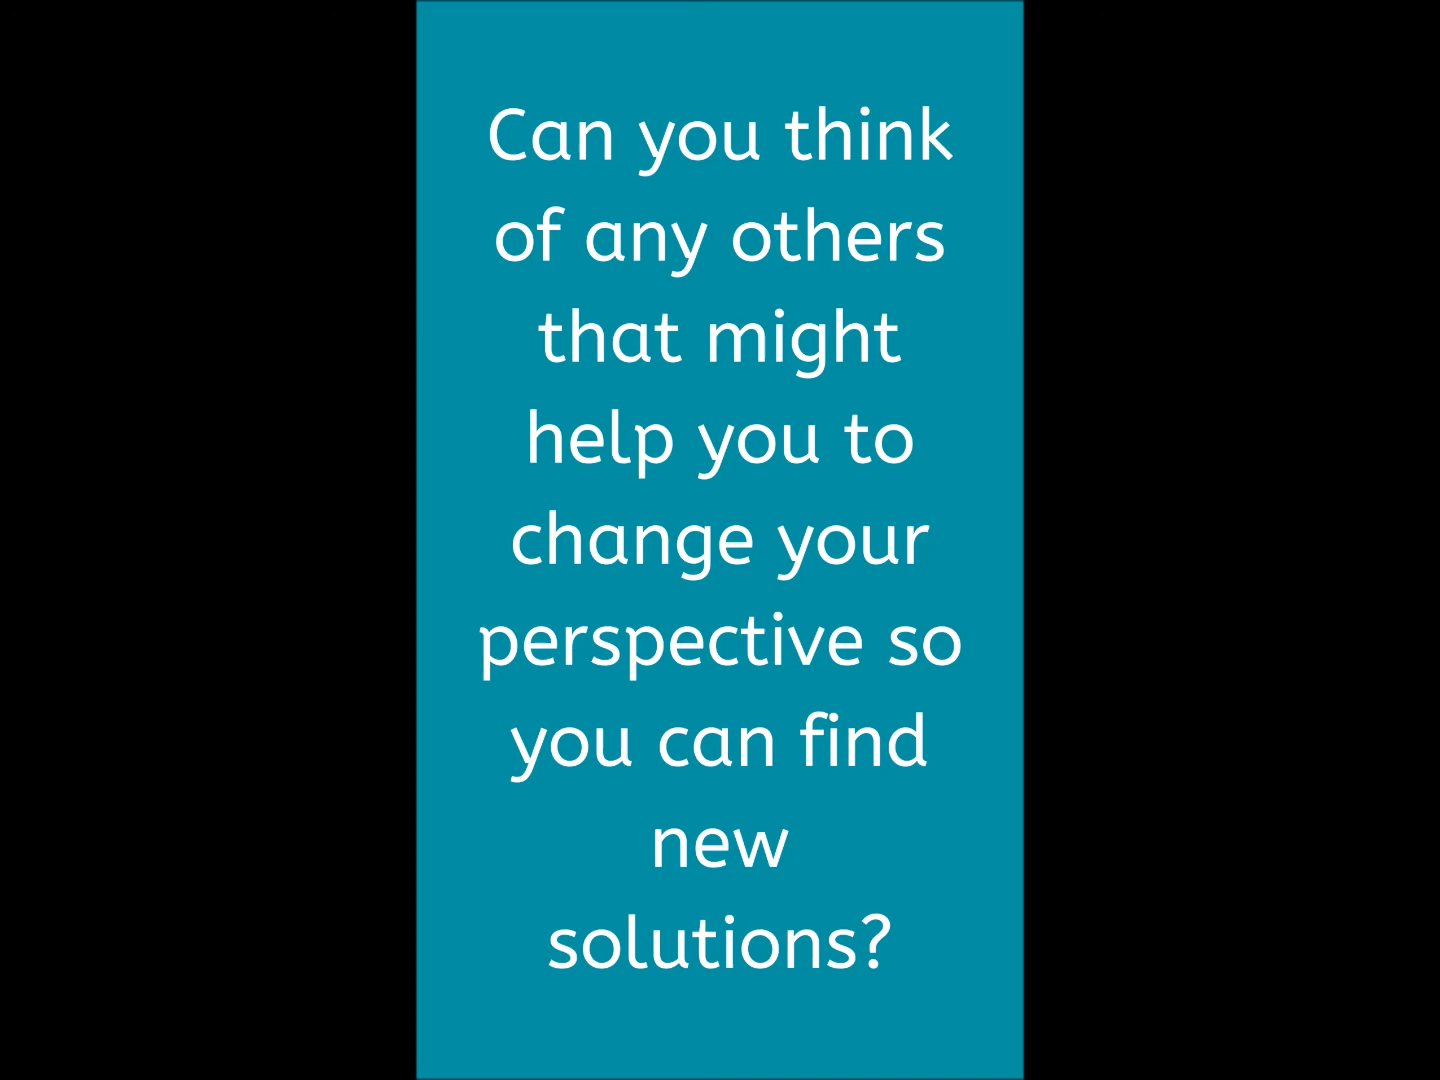 Can you think
of any others
that might
help you to
change your
perspective so
you can find
new
solutions?